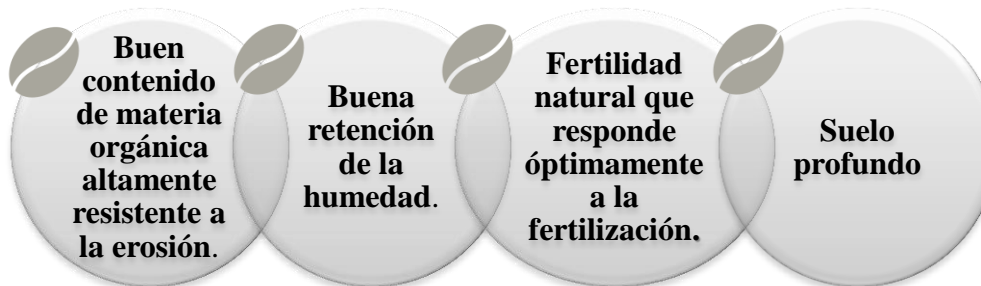 Buen
contenido
de materia
orgánica
altamente
resistente a
la erosión.
Buena
retención
de la
humedad.
Fertilidad
natural que
responde
óptimamente
a la
fertilización.
Suelo
profundo